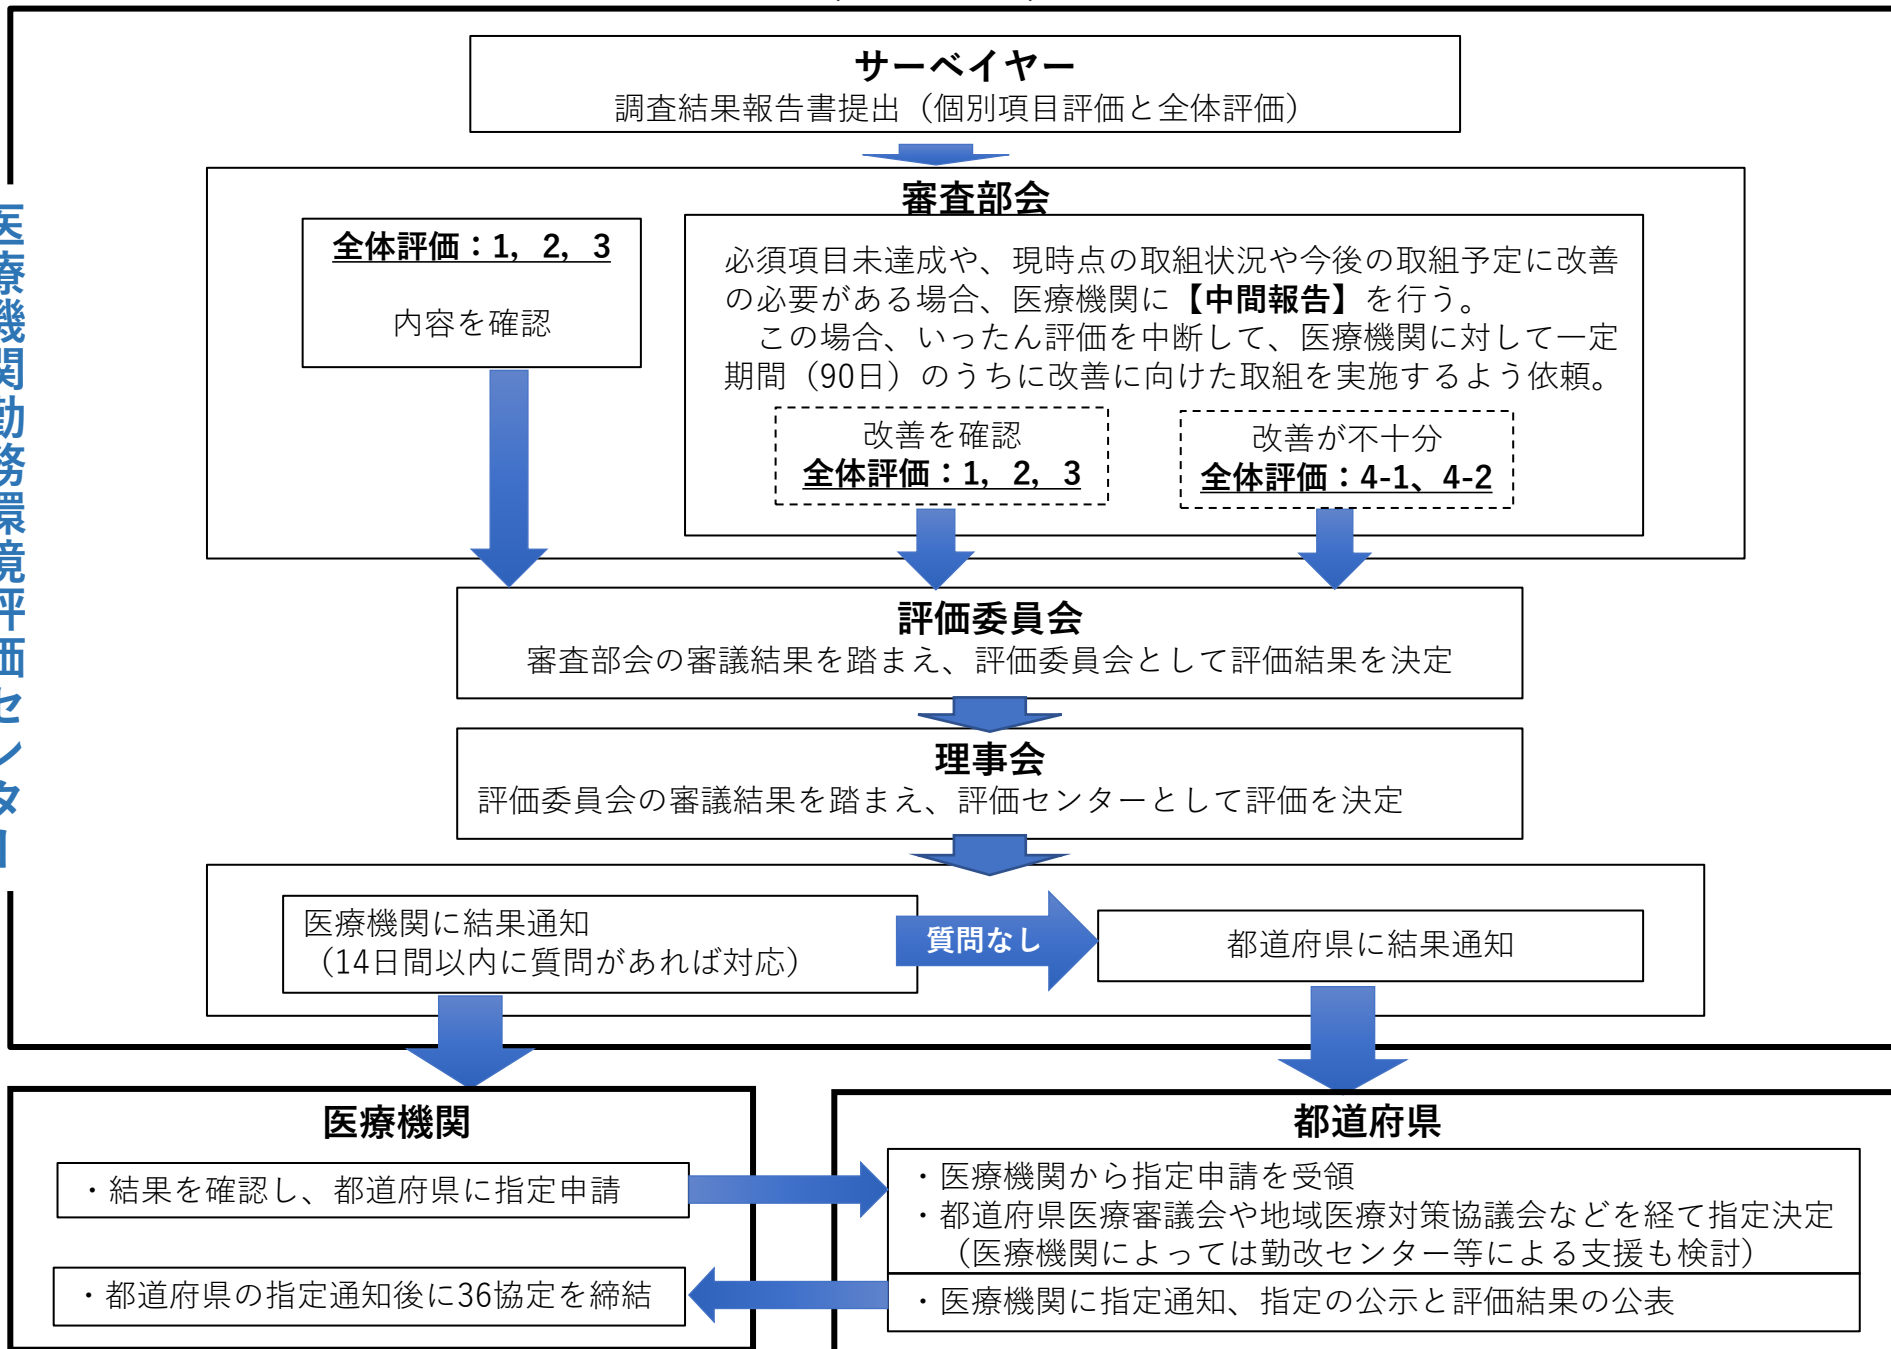 サーベイヤー
調査結果報告書提出（個別項目評価と全体評価）
医療機関勤務環境評価センター
審査部会
全体評価：1，2，3
内容を確認
必須項目未達成や、現時点の取組状況や今後の取組予定に改善
の必要がある場合、医療機関に【中間報告】を行う。
この場合、いったん評価を中断して、医療機関に対して一定
期間（90日）のうちに改善に向けた取組を実施するよう依頼。
改善を確認
全体評価：1，2，3
改善が不十分
全体評価：4-1、4-2
評価委員会
審査部会の審議結果を踏まえ、評価委員会として評価結果を決定
理事会
評価委員会の審議結果を踏まえ、評価センターとして評価を決定
医療機関に結果通知
（14日間以内に質問があれば対応）
質問なし
都道府県に結果通知
医療機関
・結果を確認し、都道府県に指定申請
・都道府県の指定通知後に36協定を締結
都道府県
・医療機関から指定申請を受領
・都道府県医療審議会や地域医療対策協議会などを経て指定決定
（医療機関によっては勤改センター等による支援も検討）
・医療機関に指定通知、指定の公示と評価結果の公表